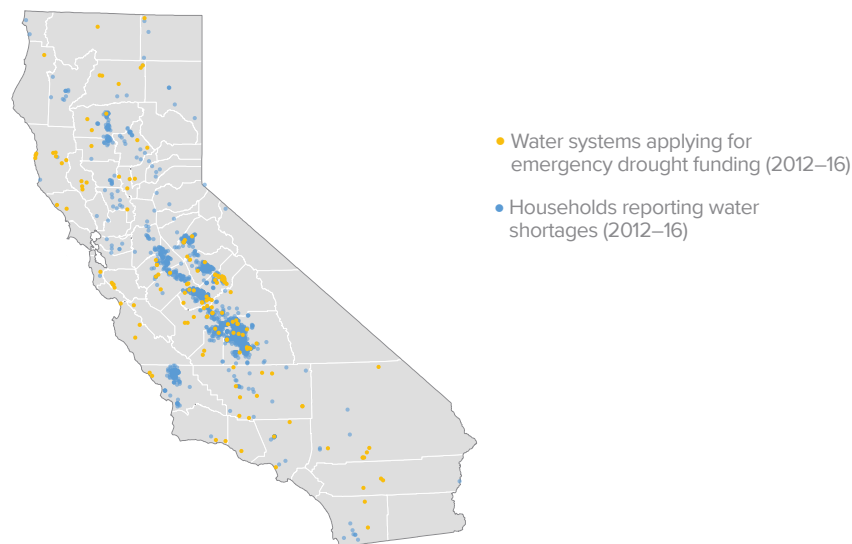 Water systems applying for
emergency drought funding (2012–16)
Households reporting water
shortages (2012–16)